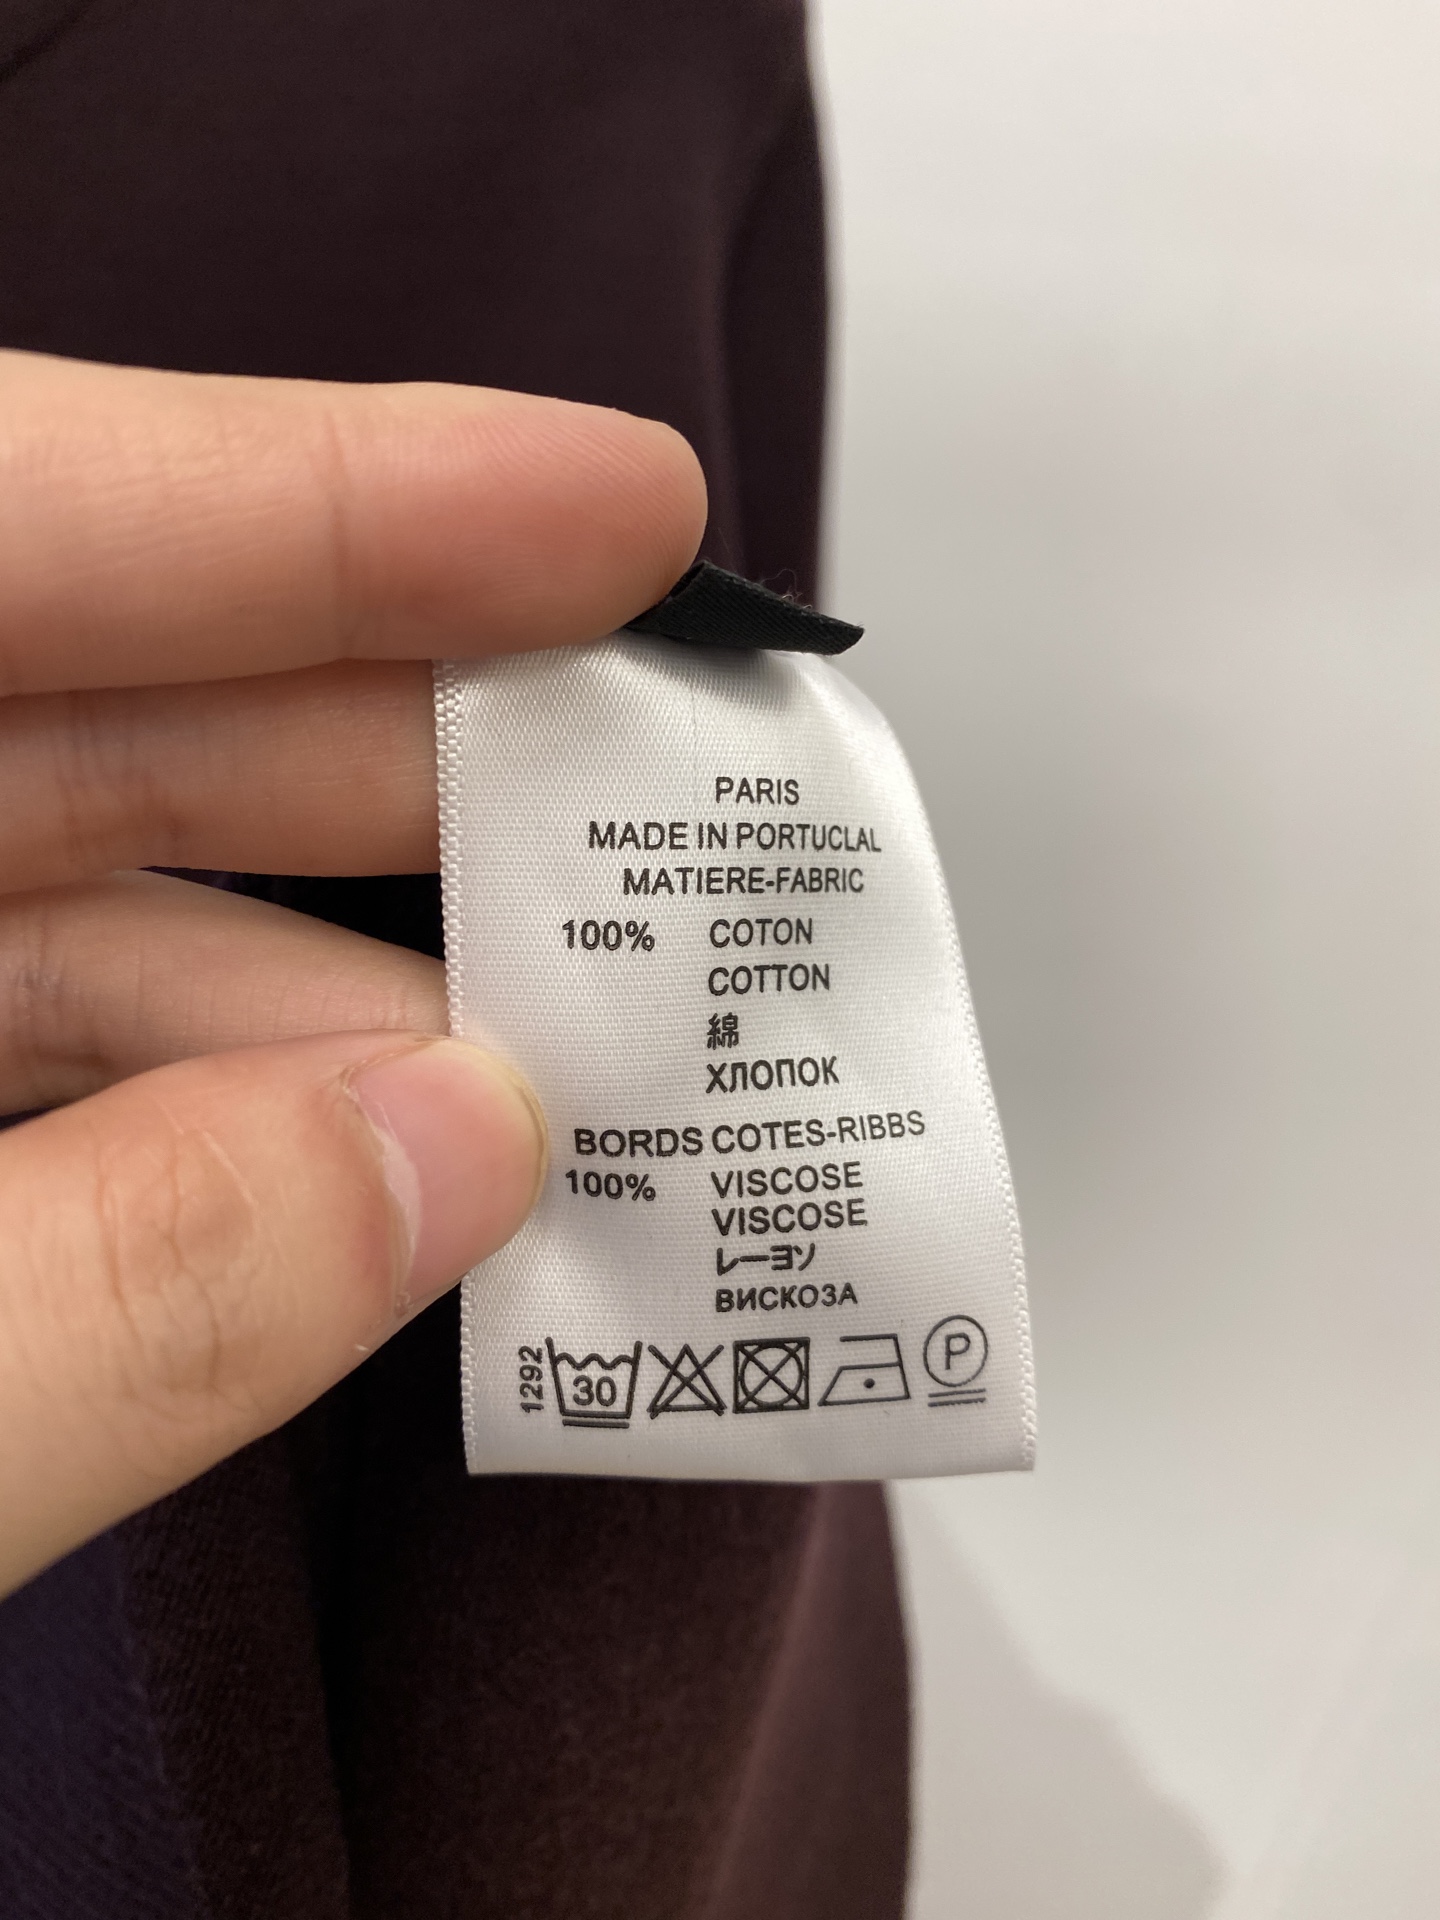 PARIS
MADE IN PORTUCLAL
MATIERE-FABRIC
100% COTON
COTTON
綿
ХЛОПОК
BORDS COTES-RIBBS
100% VISCOSE
VISCOSE
レーヨソ
ВИСКОЗА
1292 30 P